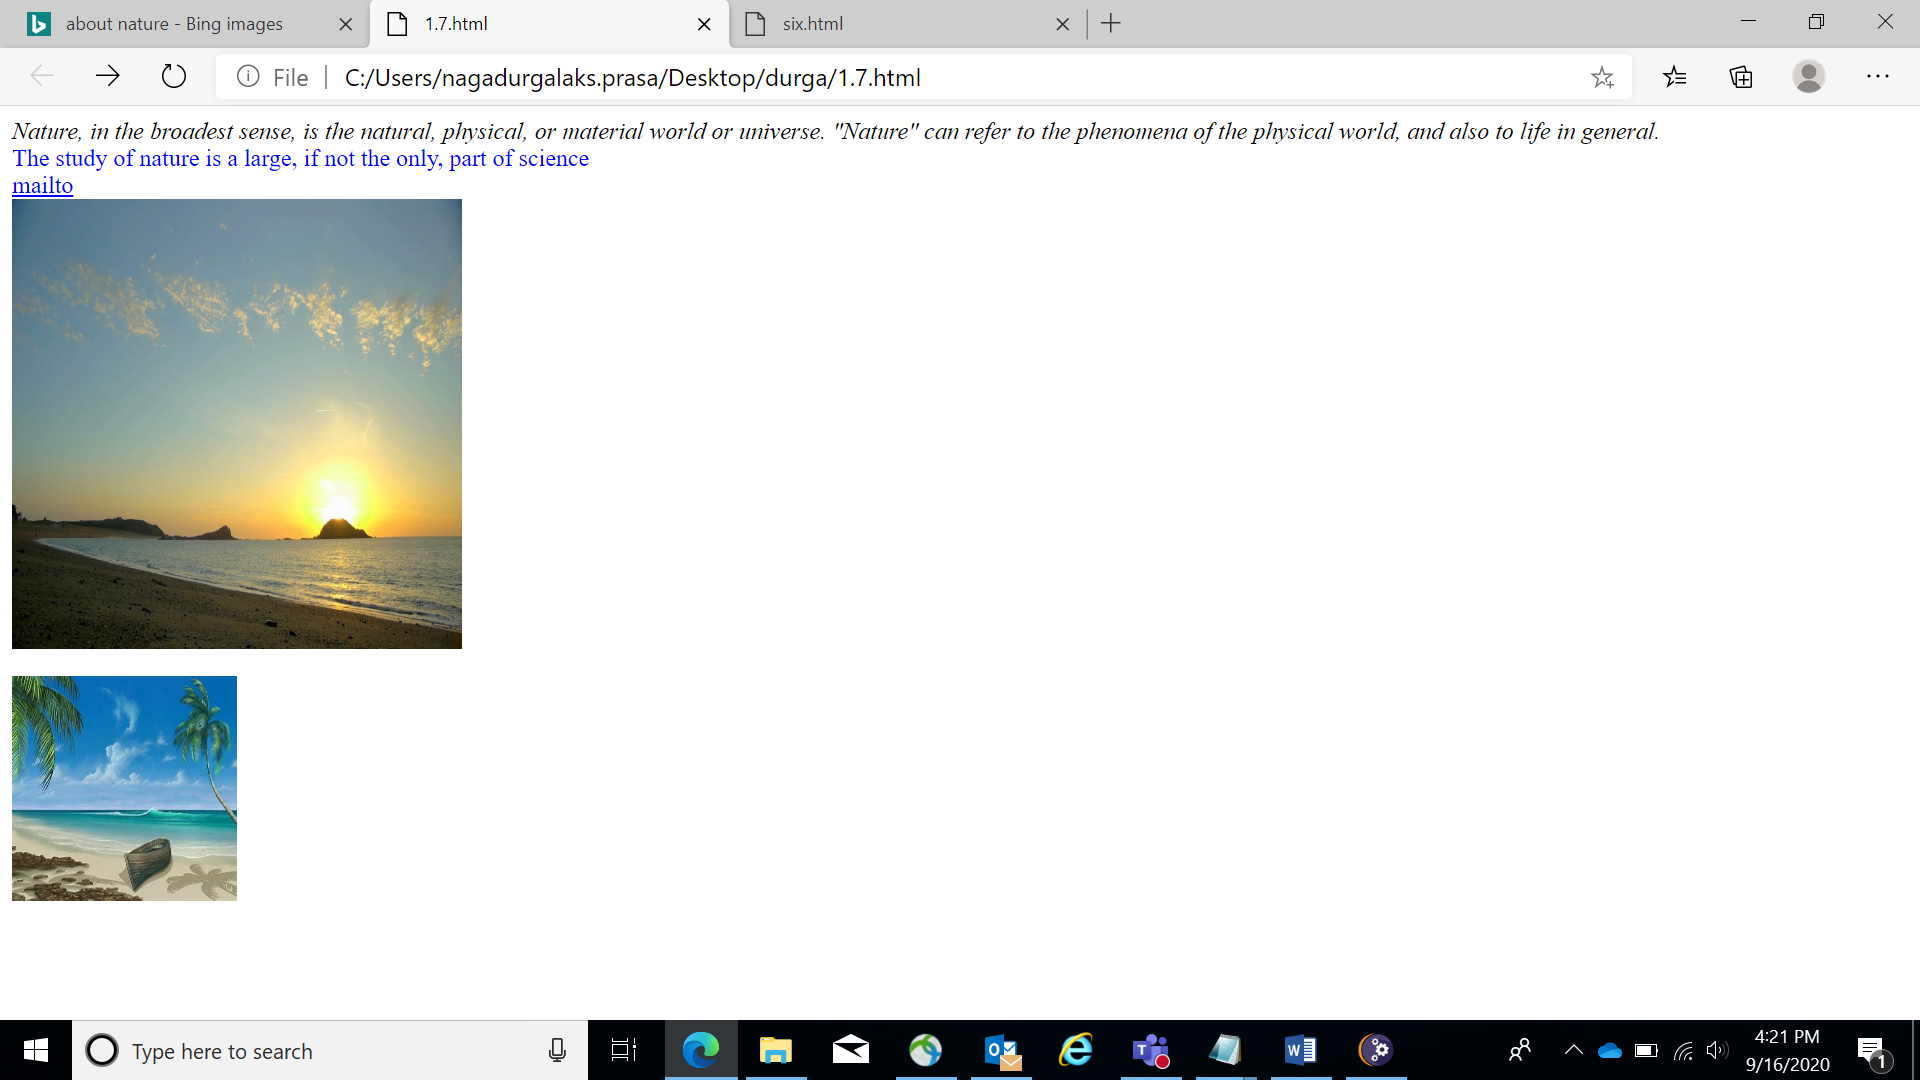 about nature - Bing images
1.7.html
six.html
File
C:/Users/nagadurgalaks.prasa/Desktop/durga/1.7.html
Nature, in the broadest sense, is the natural, physical, or material world or universe. "Nature" can refer to the phenomena of the physical world, and also to life in general.
The study of nature is a large, if not the only, part of science
mailto
Type here to search
4:21 PM
9/16/2020
1